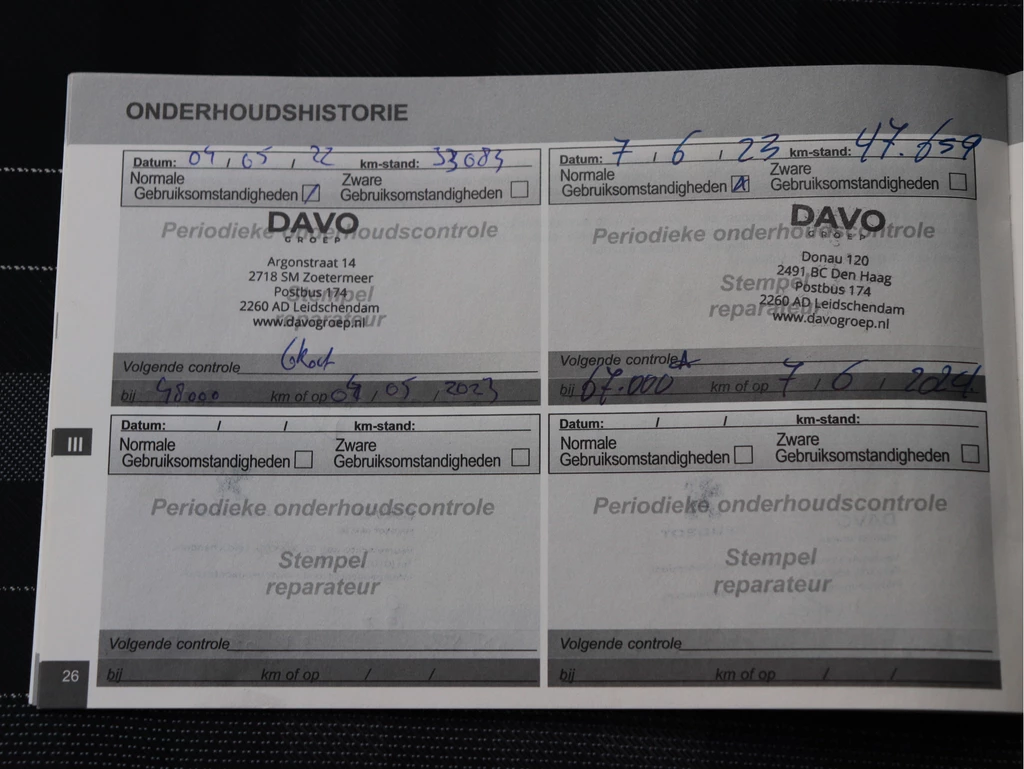 ONDERHOUDSHISTORIE
Datum: 04 / 05 / 22 km-stand: 33083
Normale Gebruiksomstandigheden
Zware Gebruiksomstandigheden
Periodieke onderhoudscontrole
DAVO
GROEP
Argonstraat 14
2718 SM Zoetermeer
Postbus 174
2260 AD Leidschendam
www.davogroep.nl
Stempel
reparateur
Volgende controle
bij 48000 km of op 04 / 05 / 2023
Datum: 7 / 6 / 23 km-stand: 47.659
Normale Gebruiksomstandigheden
Zware Gebruiksomstandigheden
Periodieke onderhoudscontrole
DAVO
GROEP
Donau 120
2491 BC Den Haag
Postbus 174
2260 AD Leidschendam
www.davogroep.nl
Stempel
reparateur
Volgende controle A
bij 67.000 km of op 7 / 6 / 2024
III
Datum: / / km-stand:
Normale Gebruiksomstandigheden
Zware Gebruiksomstandigheden
Periodieke onderhoudscontrole
Stempel
reparateur
Volgende controle
bij km of op / /
Datum: / / km-stand:
Normale Gebruiksomstandigheden
Zware Gebruiksomstandigheden
Periodieke onderhoudscontrole
Stempel
reparateur
Volgende controle
bij km of op / /
26